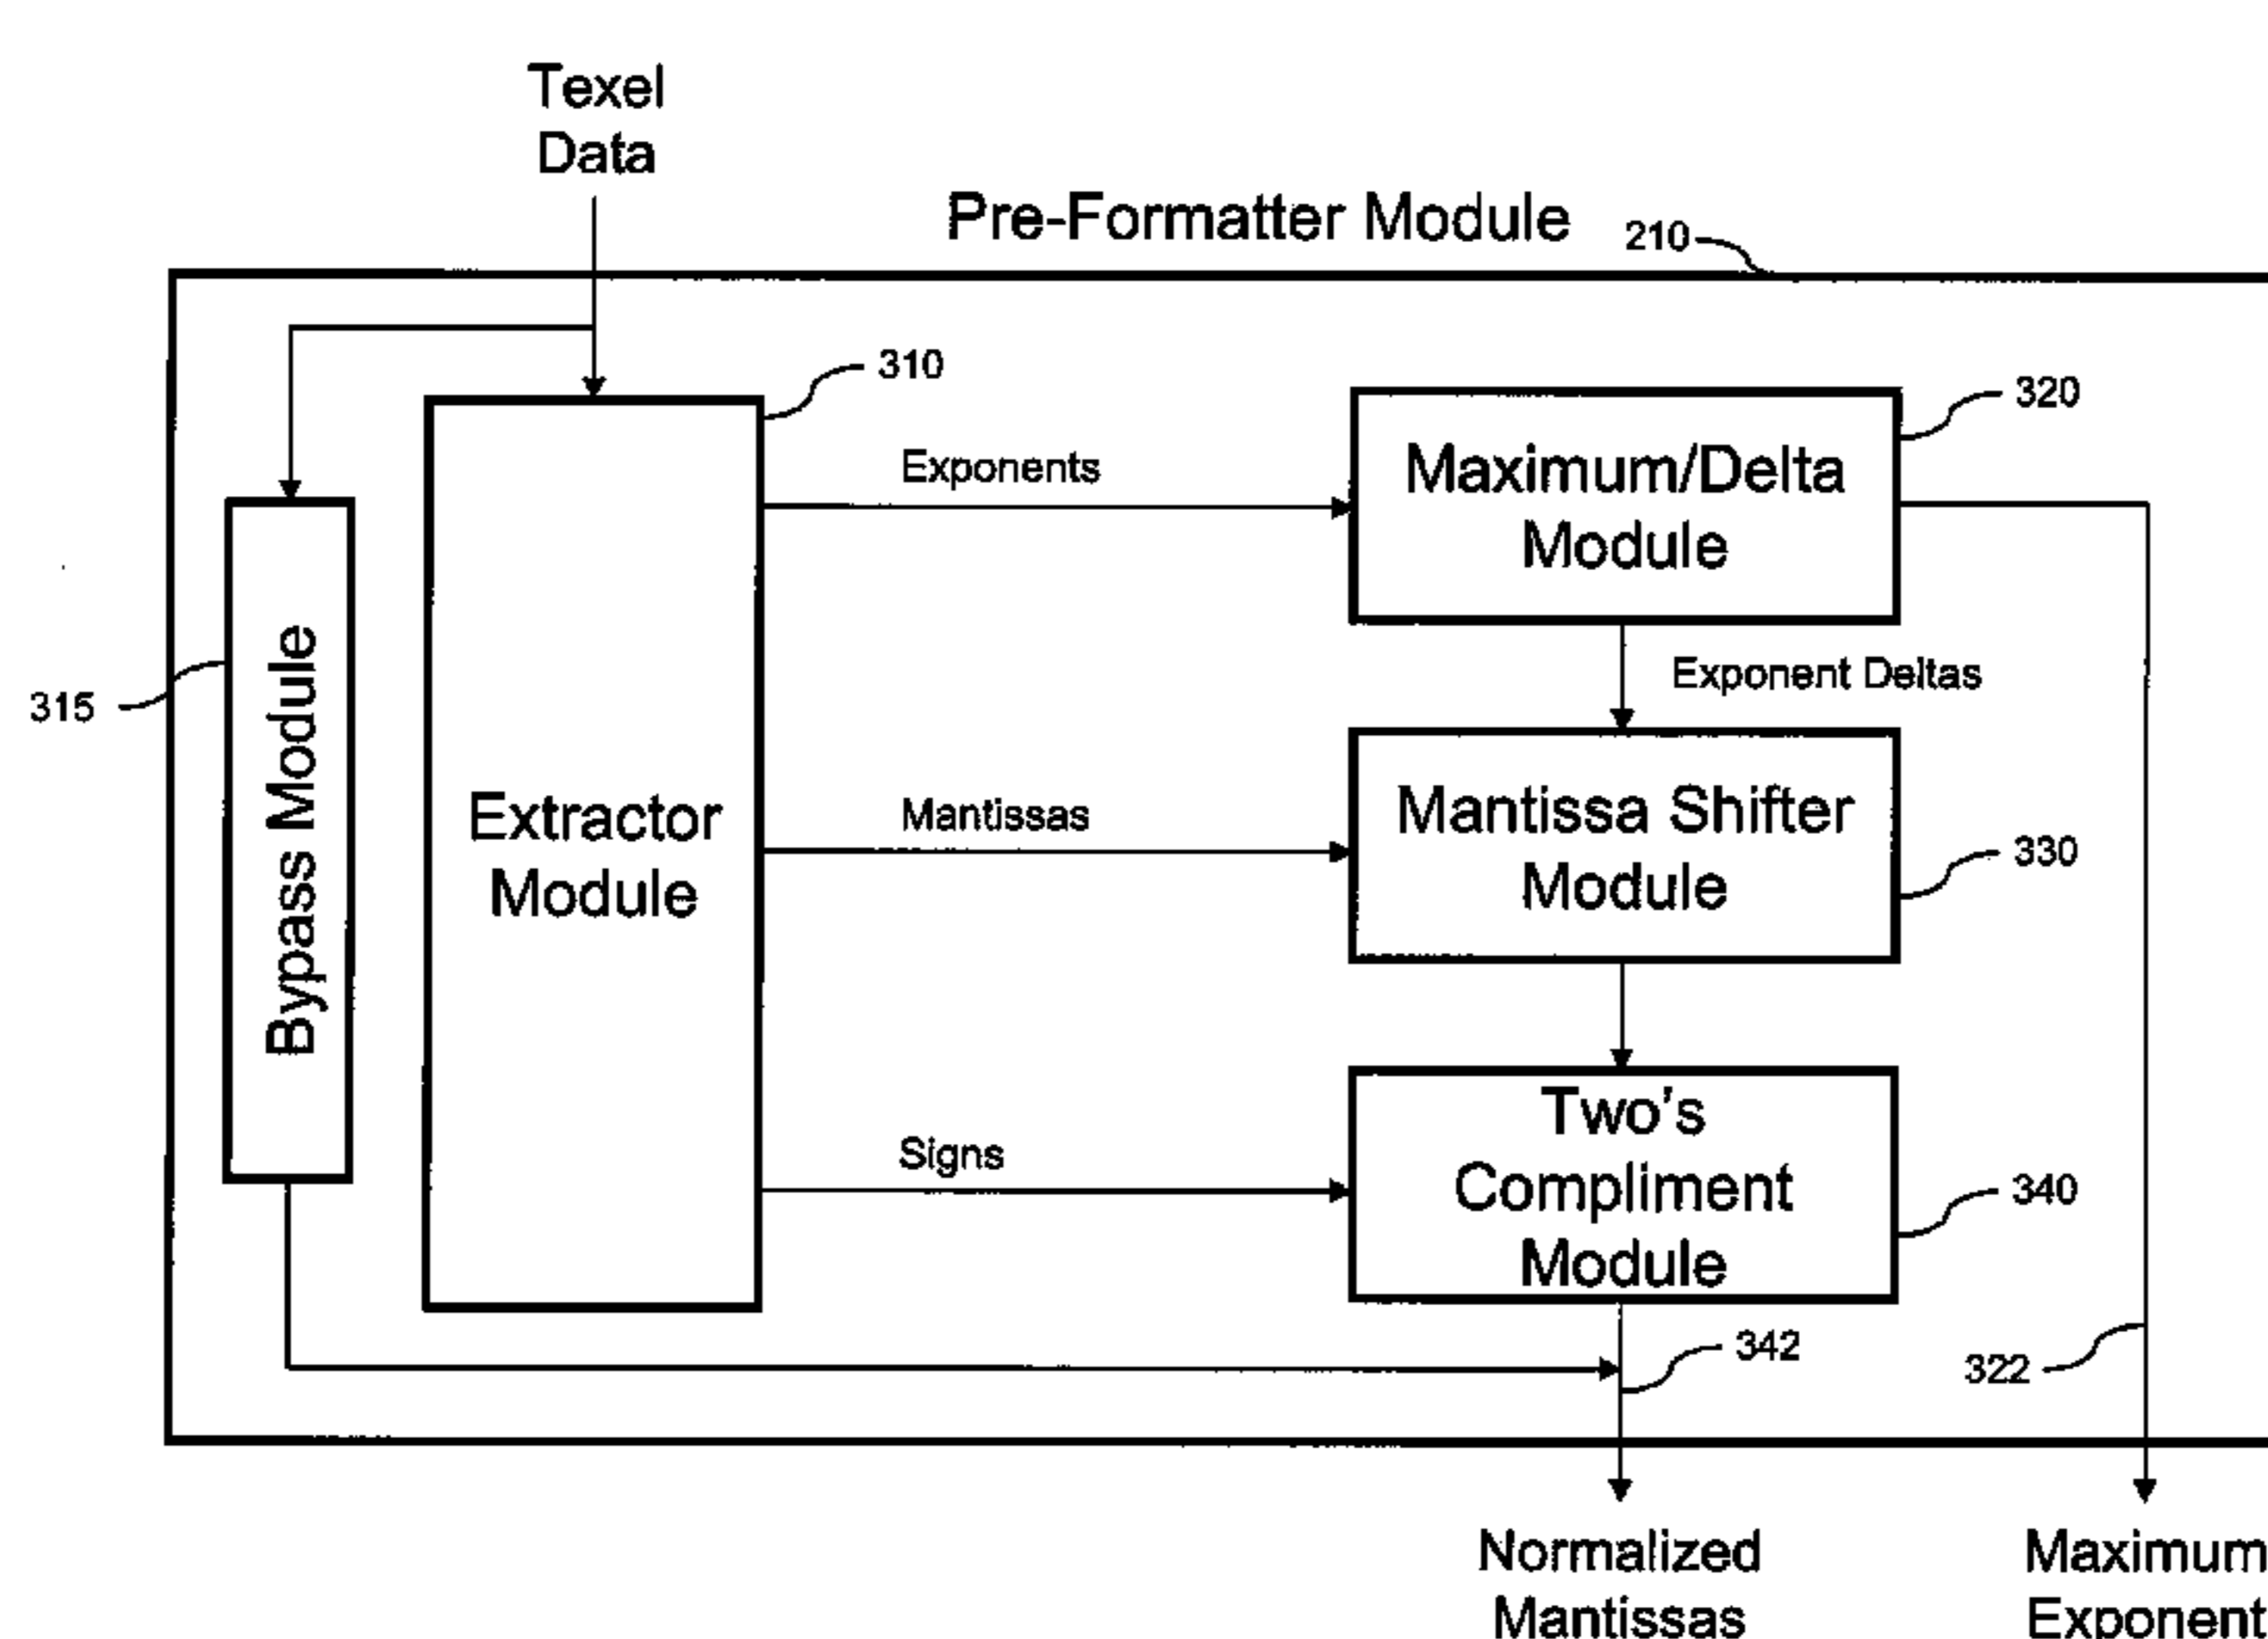 Texel
Data
Pre-Formatter Module
210
310
320
Exponents
Maximum/Delta
Module
Exponent Deltas
315
Bypass Module
Extractor
Module
Mantissas
Mantissa Shifter
Module
330
Signs
Two's
Compliment
Module
340
342
322
Normalized
Mantissas
Maximum
Exponent